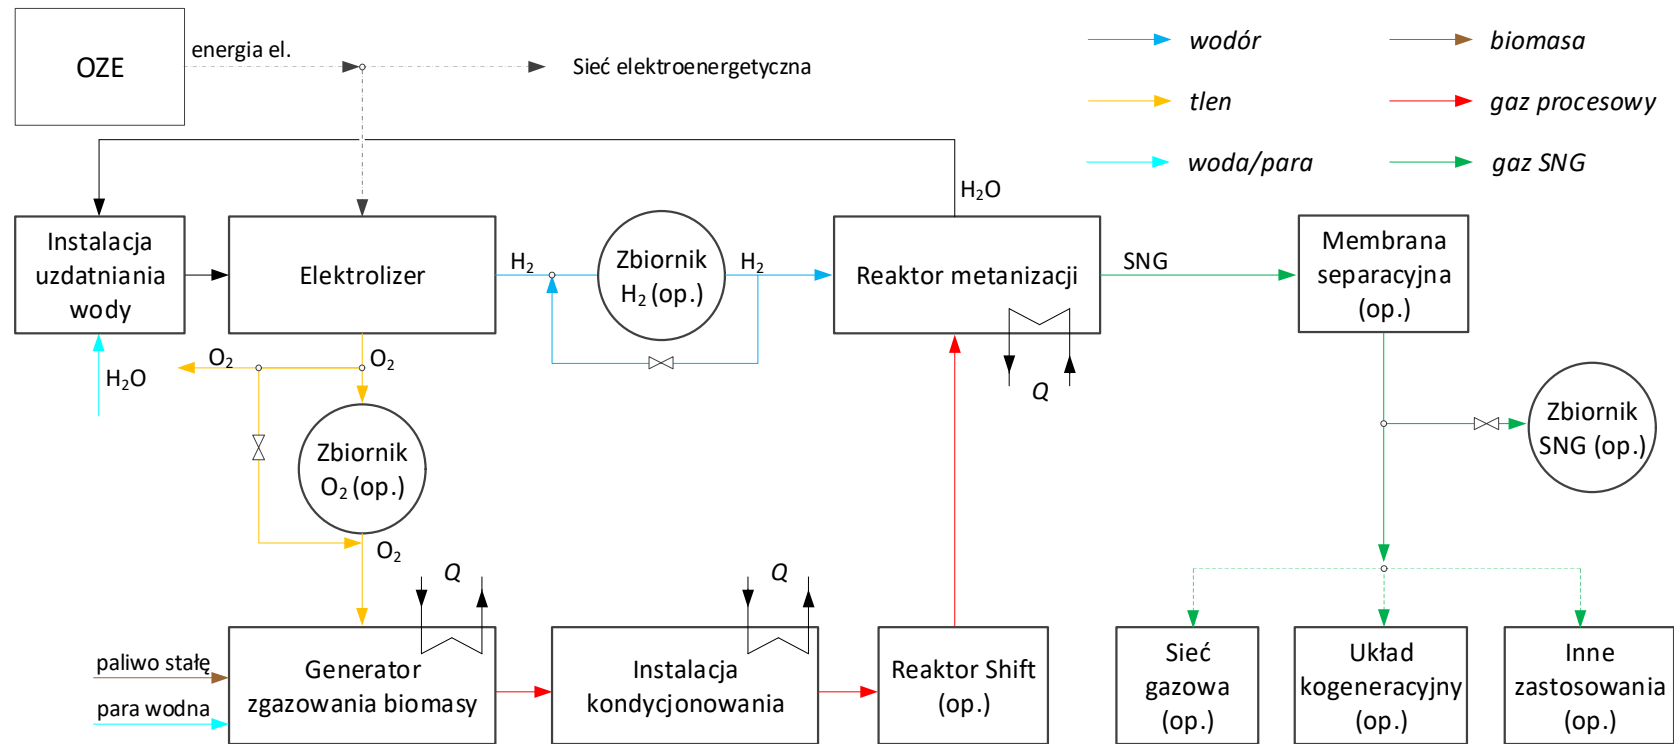 OZE
energia el.
Sieć elektroenergetyczna
wodór
biomasa
tlen
gaz procesowy
woda/para
gaz SNG
H₂O
Instalacja
uzdatniania
wody
Elektrolizer
H₂
Zbiornik
H₂ (op.)
H₂
Reaktor metanizacji
SNG
Membrana
separacyjna
(op.)
O₂
O₂
H₂O
Q
Zbiornik
O₂ (op.)
Zbiornik
SNG (op.)
O₂
Q
Q
paliwo stałę
para wodna
Generator
zgazowania biomasy
Instalacja
kondycjonowania
Reaktor Shift
(op.)
Sieć
gazowa
(op.)
Układ
kogeneracyjny
(op.)
Inne
zastosowania
(op.)